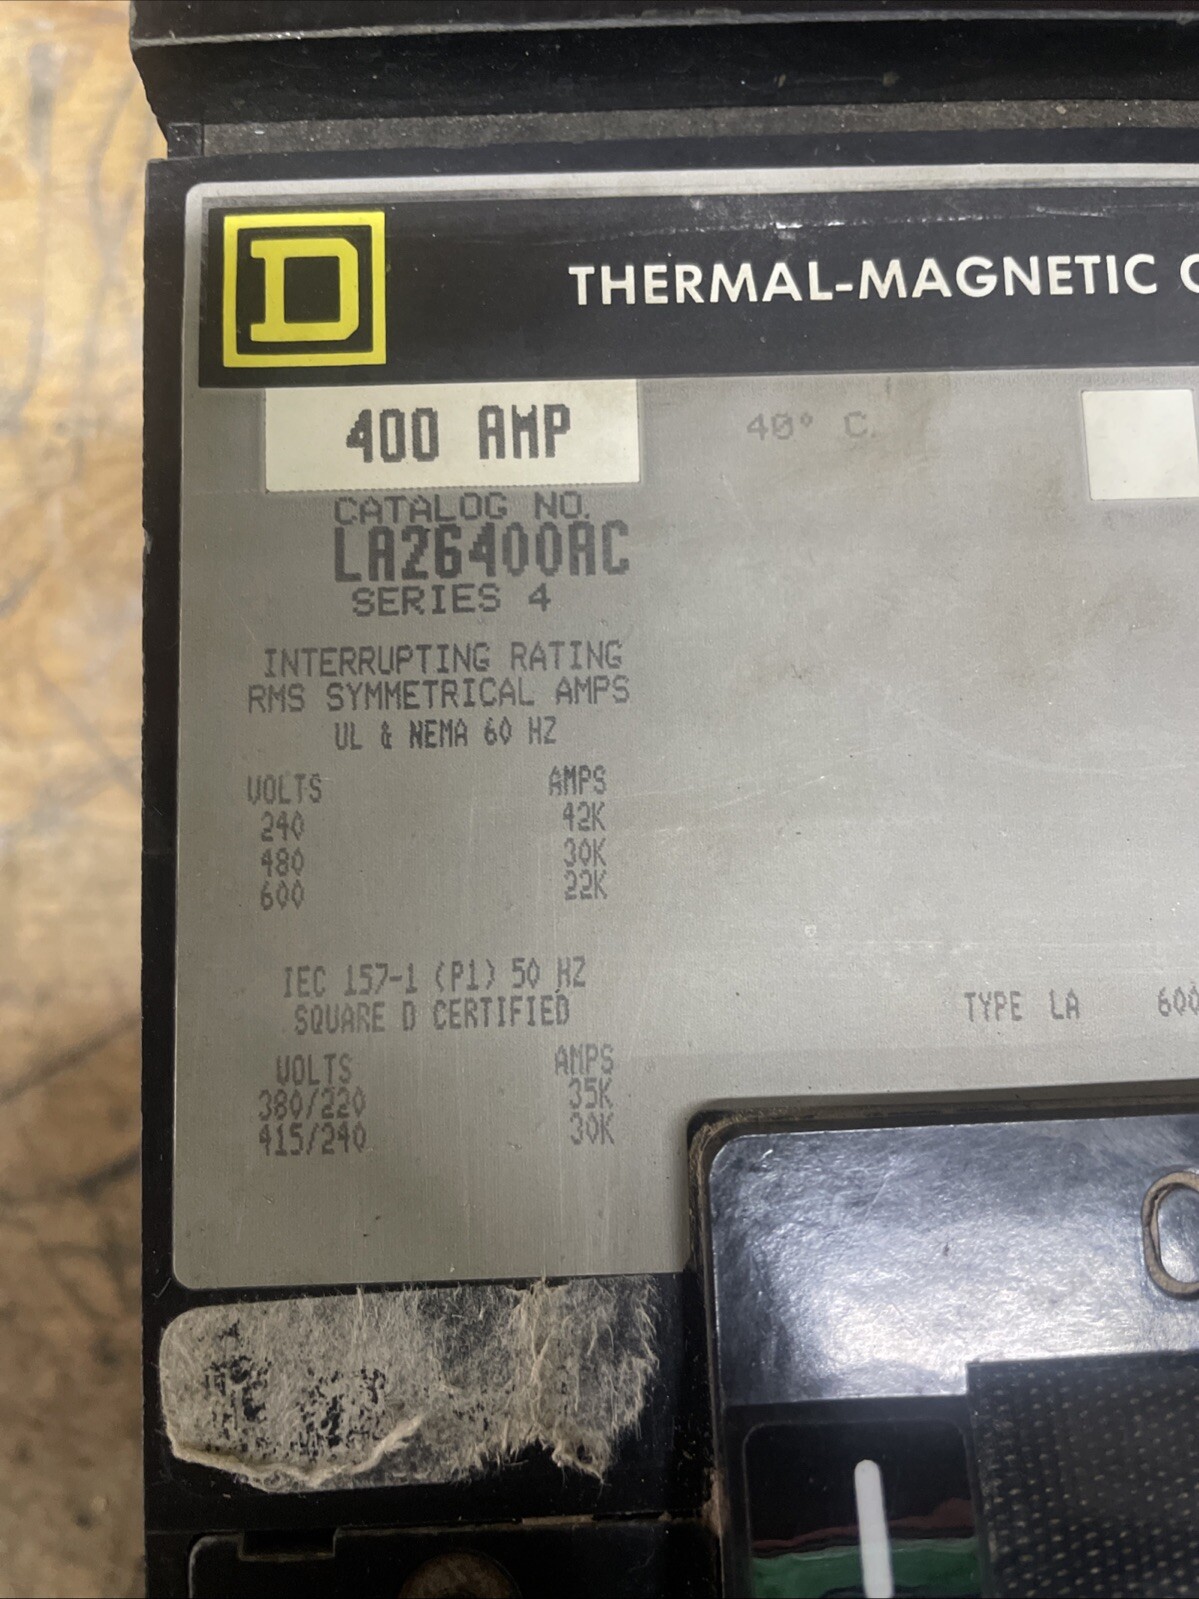 D
THERMAL-MAGNETIC
400 AMP
40° C.
CATALOG NO.
LA26400AC
SERIES 4
INTERRUPTING RATING
RMS SYMMETRICAL AMPS
UL & NEMA 60 HZ
VOLTS AMPS
240 42K
480 30K
600 22K
IEC 157-1 (P1) 50 HZ
SQUARE D CERTIFIED
VOLTS AMPS
380/220 35K
415/240 30K
TYPE LA 600